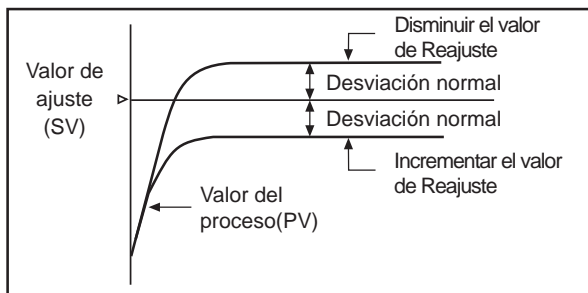 Disminuir el valor
de Reajuste
Valor de
ajuste
(SV)
Desviación normal
Desviación normal
Incrementar el valor
de Reajuste
Valor del
proceso(PV)